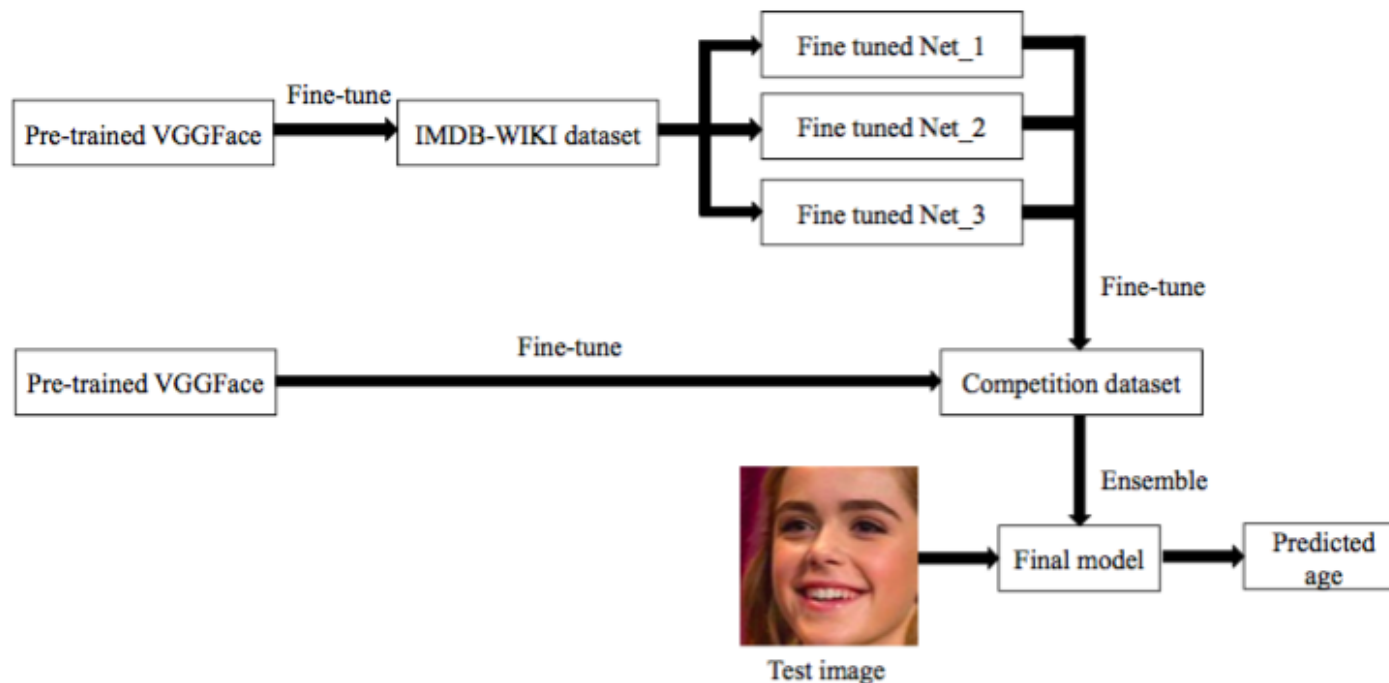 Fine tuned Net_1
Fine-tune
Pre-trained VGGFace
IMDB-WIKI dataset
Fine tuned Net_2
Fine tuned Net_3
Fine-tune
Fine-tune
Pre-trained VGGFace
Competition dataset
Ensemble
Final model
Predicted
age
Test image